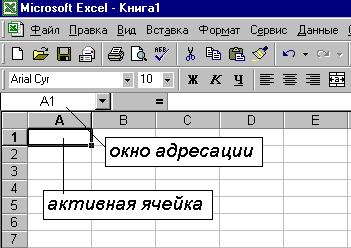 Microsoft Excel - Книга1
Файл Правка Вид Вставка Формат Сервис Данные
Arial Cyr 10 Ж К Ч
A1 =
A B C D E
1
2
3
4
5
6
7
окно адресации
активная ячейка